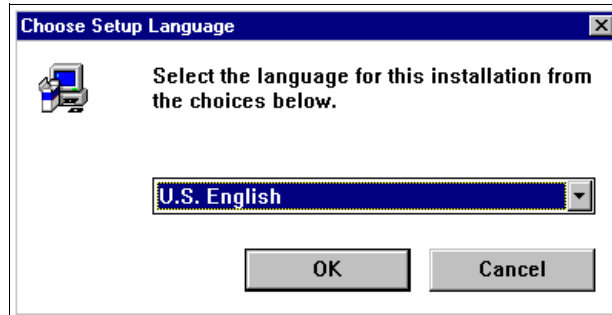 Choose Setup Language
Select the language for this installation from
the choices below.
U.S. English
OK
Cancel